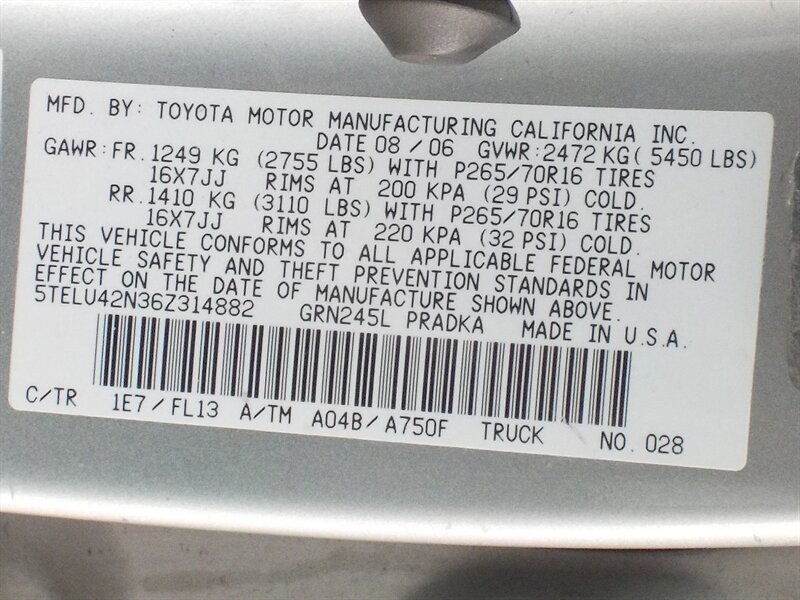 MFD. BY: TOYOTA MOTOR MANUFACTURING CALIFORNIA INC.
DATE 08/06 GVWR:2472 KG( 5450 LBS)
GAWR:FR.1249 KG (2755 LBS) WITH P265/70R16 TIRES
16X7JJ RIMS AT 200 KPA (29 PSI) COLD.
RR.1410 KG (3110 LBS) WITH P265/70R16 TIRES
16X7JJ RIMS AT 220 KPA (32 PSI) COLD.
THIS VEHICLE CONFORMS TO ALL APPLICABLE FEDERAL MOTOR
VEHICLE SAFETY AND THEFT PREVENTION STANDARDS IN
EFFECT ON THE DATE OF MANUFACTURE SHOWN ABOVE.
5TELU42N36Z314882 GRN245L PRADKA MADE IN U.S.A.
C/TR 1E7/FL13 A/TM A04B/A750F TRUCK NO. 028